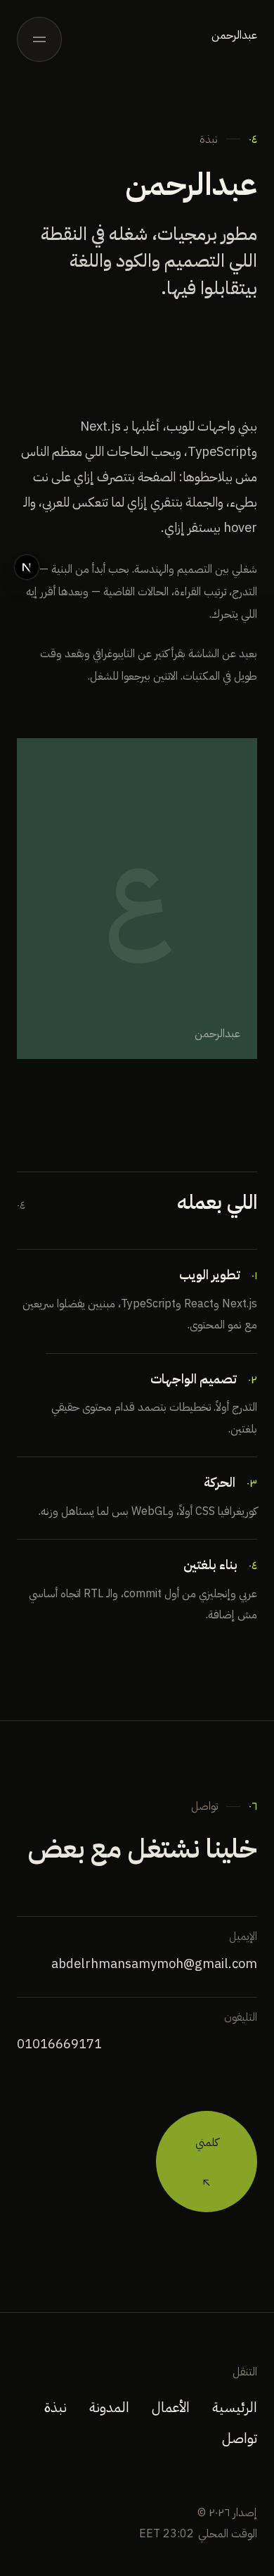 عبدالرحمن
٠٤ — نبذة
عبدالرحمن
مطور برمجيات، شغله في النقطة
اللي التصميم والكود واللغة
بيتقابلوا فيها.
ببني واجهات للويب، أغلبها بـ Next.js
وTypeScript، وبحب الحاجات اللي معظم الناس
مش بيلاحظوها: الصفحة بتتصرف إزاي على نت
بطيء، والجملة بتتقري إزاي لما تتعكس للعربي، والـ
hover بيستقر إزاي.
شغلي بين التصميم والهندسة. بحب أبدأ من البنية —
التدرج، ترتيب القراءة، الحالات الفاضية — وبعدها أقرر إيه
اللي يتحرك.
بعيد عن الشاشة بقرأ كتير عن التايبوغرافي وبقعد وقت
طويل في المكتبات. الاتنين بيرجعوا للشغل.
ع
عبدالرحمن
اللي بعمله
٠٤
٠١ تطوير الويب
Next.js وReact وTypeScript، مبنيين يفضلوا سريعين
مع نمو المحتوى.
٠٢ تصميم الواجهات
التدرج أولاً. تخطيطات بتصمد قدام محتوى حقيقي
بلغتين.
٠٣ الحركة
كوريغرافيا CSS أولاً، وWebGL بس لما يستاهل وزنه.
٠٤ بناء بلغتين
عربي وإنجليزي من أول commit، والـ RTL اتجاه أساسي
مش إضافة.
٠٦ — تواصل
خلينا نشتغل مع بعض
الإيميل
abdelrhmansamymoh@gmail.com
التليفون
01016669171
كلمني
↖
التنقل
الرئيسية الأعمال المدونة نبذة
تواصل
إصدار ٢٠٢٦ ©
الوقت المحلي 23:02 EET